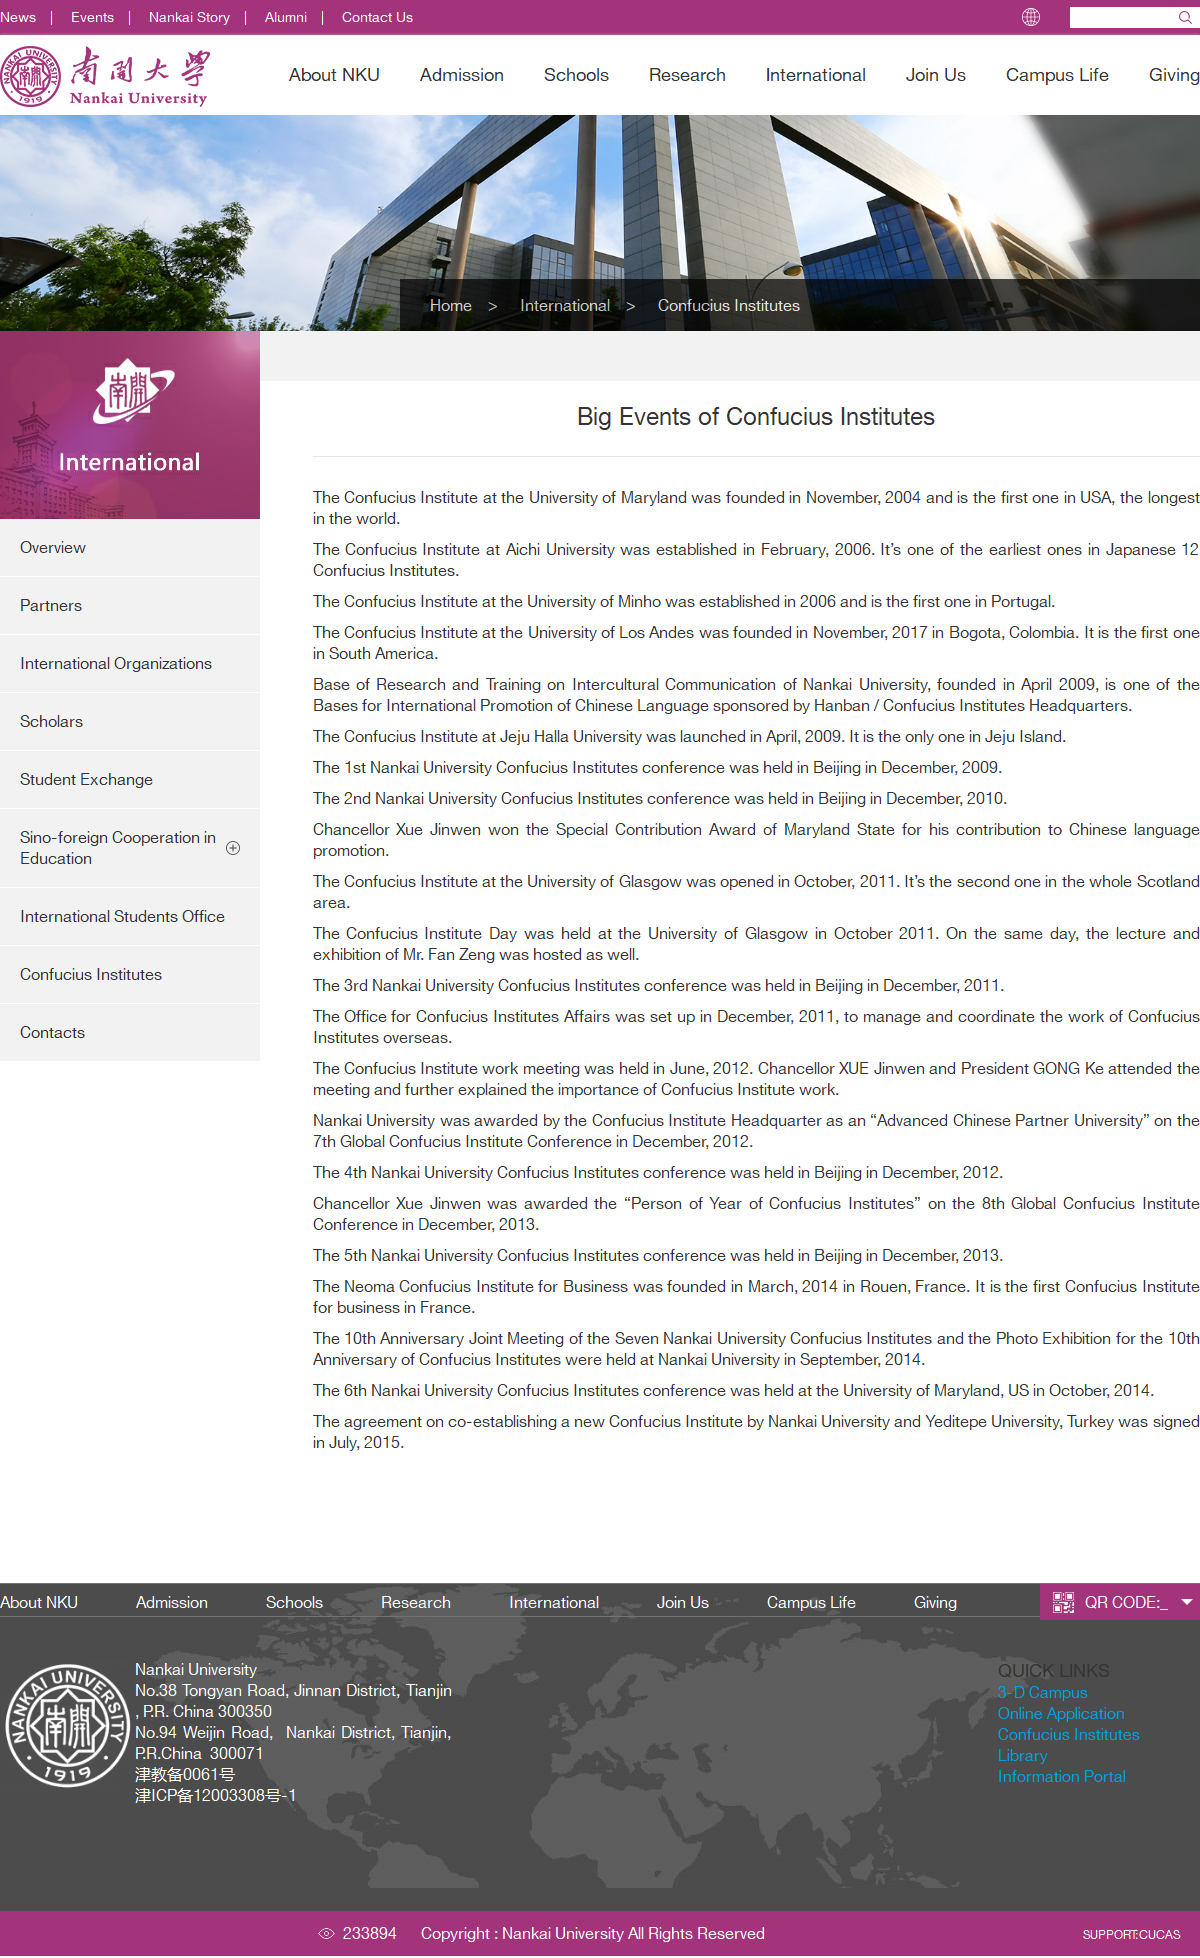 News | Events | Nankai Story | Alumni | Contact Us
NANKAI UNIVERSITY 1919
南開大學
Nankai University
About NKU Admission Schools Research International Join Us Campus Life Giving
Home > International > Confucius Institutes
南開
International
Overview
Partners
International Organizations
Scholars
Student Exchange
Sino-foreign Cooperation in
Education
International Students Office
Confucius Institutes
Contacts
Big Events of Confucius Institutes
The Confucius Institute at the University of Maryland was founded in November, 2004 and is the first one in USA, the longest
in the world.
The Confucius Institute at Aichi University was established in February, 2006. It’s one of the earliest ones in Japanese 12
Confucius Institutes.
The Confucius Institute at the University of Minho was established in 2006 and is the first one in Portugal.
The Confucius Institute at the University of Los Andes was founded in November, 2017 in Bogota, Colombia. It is the first one
in South America.
Base of Research and Training on Intercultural Communication of Nankai University, founded in April 2009, is one of the
Bases for International Promotion of Chinese Language sponsored by Hanban / Confucius Institutes Headquarters.
The Confucius Institute at Jeju Halla University was launched in April, 2009. It is the only one in Jeju Island.
The 1st Nankai University Confucius Institutes conference was held in Beijing in December, 2009.
The 2nd Nankai University Confucius Institutes conference was held in Beijing in December, 2010.
Chancellor Xue Jinwen won the Special Contribution Award of Maryland State for his contribution to Chinese language
promotion.
The Confucius Institute at the University of Glasgow was opened in October, 2011. It’s the second one in the whole Scotland
area.
The Confucius Institute Day was held at the University of Glasgow in October 2011. On the same day, the lecture and
exhibition of Mr. Fan Zeng was hosted as well.
The 3rd Nankai University Confucius Institutes conference was held in Beijing in December, 2011.
The Office for Confucius Institutes Affairs was set up in December, 2011, to manage and coordinate the work of Confucius
Institutes overseas.
The Confucius Institute work meeting was held in June, 2012. Chancellor XUE Jinwen and President GONG Ke attended the
meeting and further explained the importance of Confucius Institute work.
Nankai University was awarded by the Confucius Institute Headquarter as an “Advanced Chinese Partner University” on the
7th Global Confucius Institute Conference in December, 2012.
The 4th Nankai University Confucius Institutes conference was held in Beijing in December, 2012.
Chancellor Xue Jinwen was awarded the “Person of Year of Confucius Institutes” on the 8th Global Confucius Institute
Conference in December, 2013.
The 5th Nankai University Confucius Institutes conference was held in Beijing in December, 2013.
The Neoma Confucius Institute for Business was founded in March, 2014 in Rouen, France. It is the first Confucius Institute
for business in France.
The 10th Anniversary Joint Meeting of the Seven Nankai University Confucius Institutes and the Photo Exhibition for the 10th
Anniversary of Confucius Institutes were held at Nankai University in September, 2014.
The 6th Nankai University Confucius Institutes conference was held at the University of Maryland, US in October, 2014.
The agreement on co-establishing a new Confucius Institute by Nankai University and Yeditepe University, Turkey was signed
in July, 2015.
About NKU Admission Schools Research International Join Us Campus Life Giving QR CODE:_
NANKAI UNIVERSITY 南開 1919
Nankai University
No.38 Tongyan Road, Jinnan District, Tianjin
, P.R. China 300350
No.94 Weijin Road, Nankai District, Tianjin,
P.R.China 300071
津教备0061号
津ICP备12003308号-1
QUICK LINKS
3-D Campus
Online Application
Confucius Institutes
Library
Information Portal
233894 Copyright : Nankai University All Rights Reserved SUPPORT:CUCAS